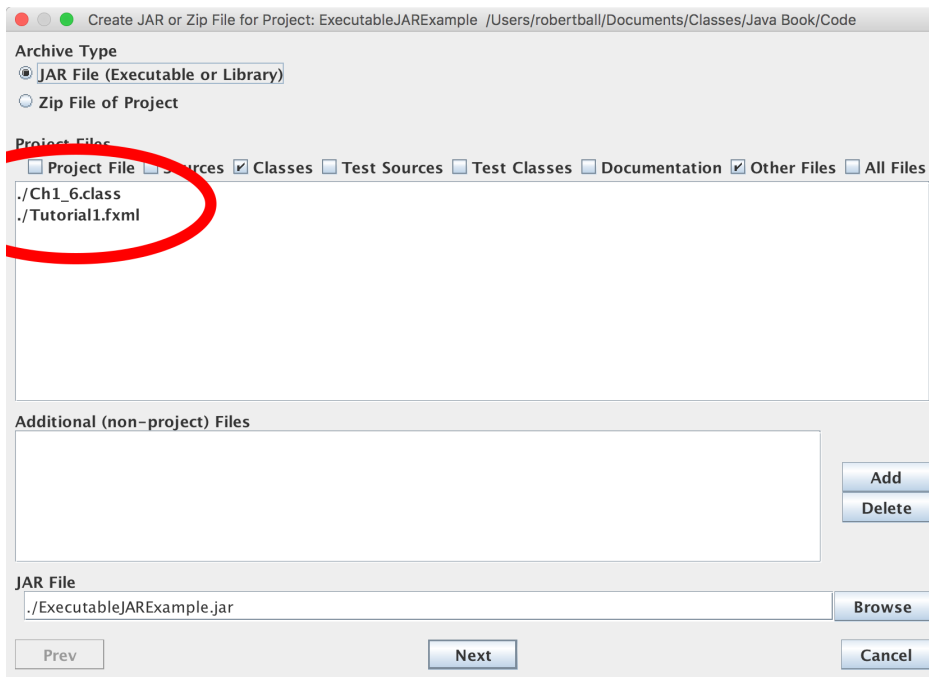 Create JAR or Zip File for Project: ExecutableJARExample /Users/robertball/Documents/Classes/Java Book/Code
Archive Type
JAR File (Executable or Library)
Zip File of Project
Project Files
Project File Sources Classes Test Sources Test Classes Documentation Other Files All Files
./Ch1_6.class
./Tutorial1.fxml
Additional (non-project) Files
Add
Delete
JAR File
./ExecutableJARExample.jar Browse
Prev Next Cancel